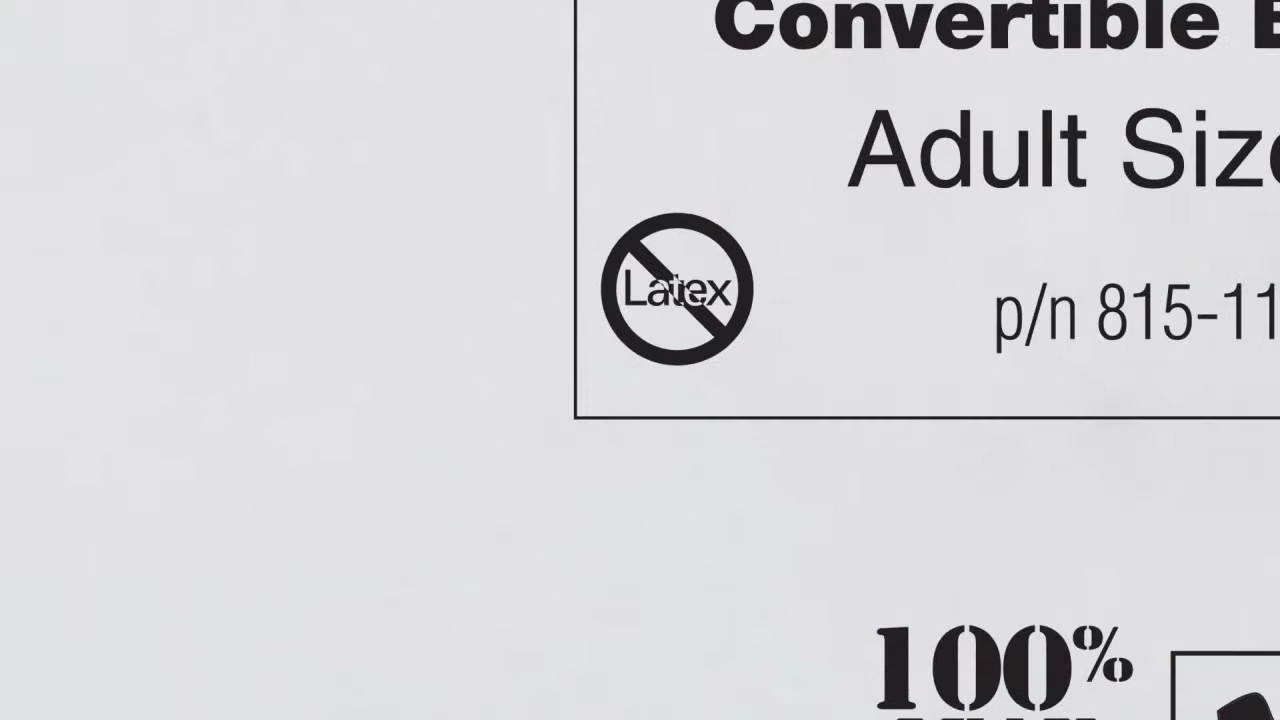 Convertible
Adult Size
Latex
p/n 815-11
100%